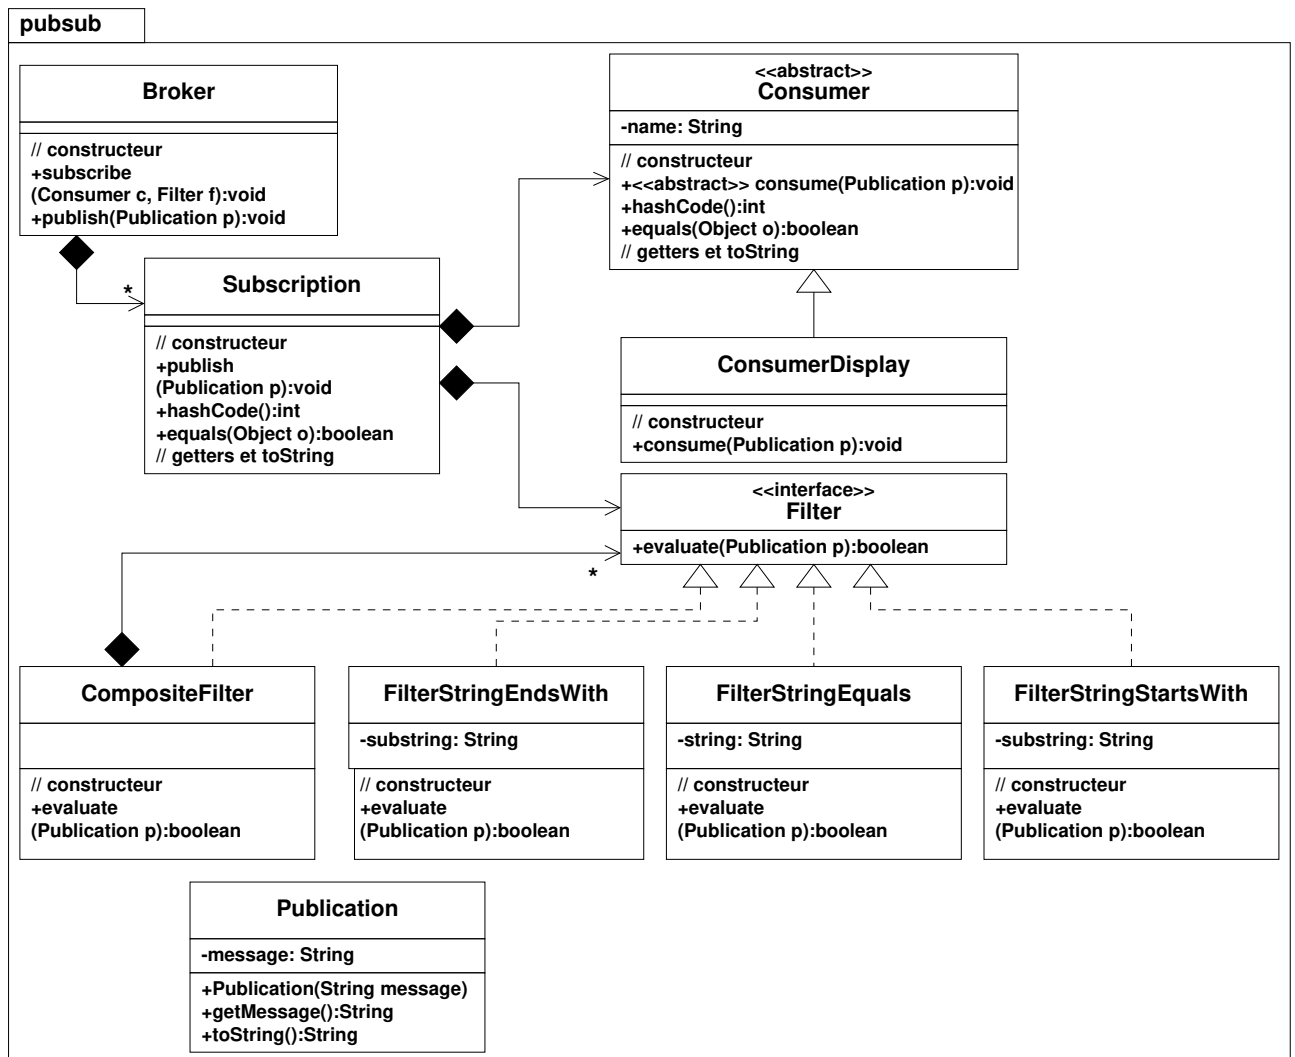 pubsub
Broker
// constructeur
+subscribe
(Consumer c, Filter f):void
+publish(Publication p):void
<<abstract>>
Consumer
-name: String
// constructeur
+<<abstract>> consume(Publication p):void
+hashCode():int
+equals(Object o):boolean
// getters et toString
*
Subscription
// constructeur
+publish
(Publication p):void
+hashCode():int
+equals(Object o):boolean
// getters et toString
ConsumerDisplay
// constructeur
+consume(Publication p):void
<<interface>>
Filter
+evaluate(Publication p):boolean
*
CompositeFilter
// constructeur
+evaluate
(Publication p):boolean
FilterStringEndsWith
-substring: String
// constructeur
+evaluate
(Publication p):boolean
FilterStringEquals
-string: String
// constructeur
+evaluate
(Publication p):boolean
FilterStringStartsWith
-substring: String
// constructeur
+evaluate
(Publication p):boolean
Publication
-message: String
+Publication(String message)
+getMessage():String
+toString():String